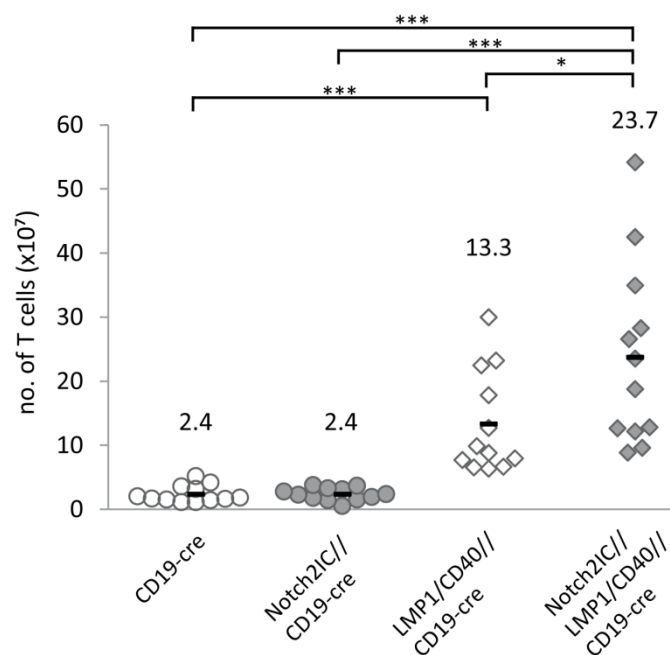 ***
***
*
***
23.7
60
50
13.3
40
30
2.4
2.4
20
10
0
no. of T cells (x10⁷)
CD19-cre
Notch2IC//
CD19-cre
LMP1/CD40//
CD19-cre
Notch2IC//
LMP1/CD40//
CD19-cre